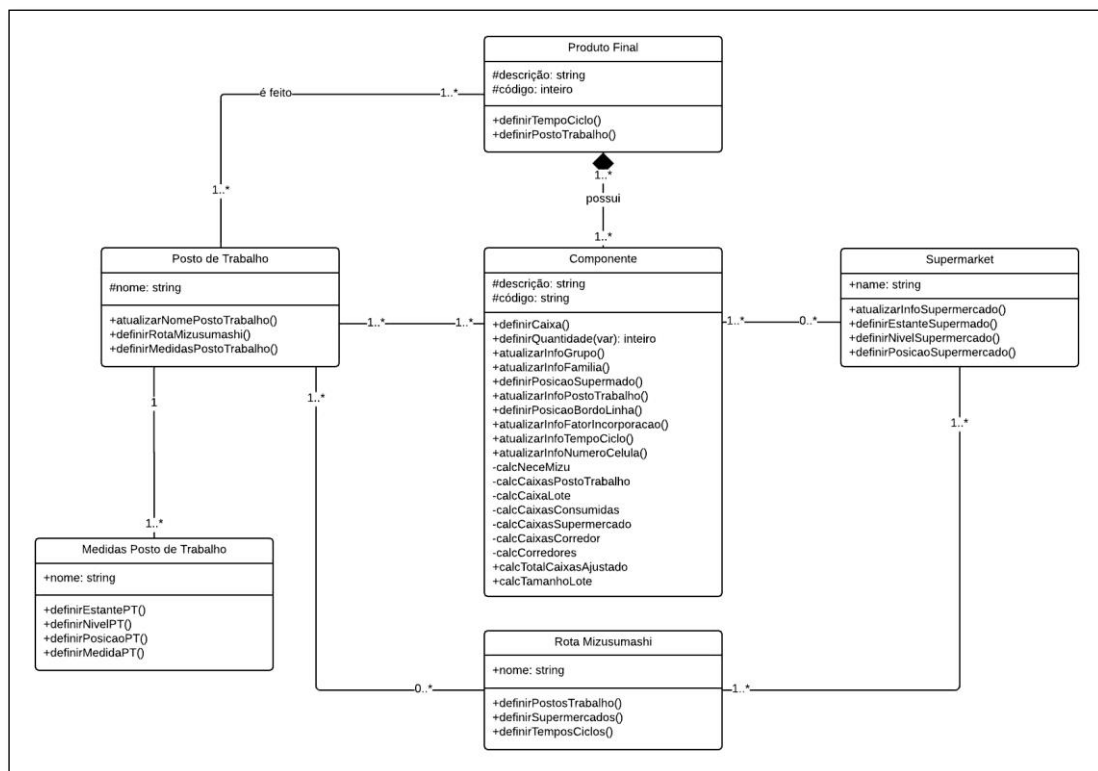 Produto Final
#descrição: string
#código: inteiro
+definirTempoCiclo()
+definirPostoTrabalho()
é feito
1..*
1..*
1..*
possui
1..*
Posto de Trabalho
#nome: string
+atualizarNomePostoTrabalho()
+definirRotaMizusumashi()
+definirMedidasPostoTrabalho()
1..*
1..*
Componente
#descrição: string
#código: string
+definirCaixa()
+definirQuantidade(var): inteiro
+atualizarInfoGrupo()
+atualizarInfoFamilia()
+definirPosicaoSupermado()
+atualizarInfoPostoTrabalho()
+definirPosicaoBordoLinha()
+atualizarInfoFatorIncorporacao()
+atualizarInfoTempoCiclo()
+atualizarInfoNumeroCelula()
-calcNeceMizu
-calcCaixasPostoTrabalho
-calcCaixaLote
-calcCaixasConsumidas
-calcCaixasSupermercado
-calcCaixasCorredor
-calcCorredores
+calcTotalCaixasAjustado
+calcTamanhoLote
1..*
0..*
Supermarket
+name: string
+atualizarInfoSupermercado()
+definirEstanteSupermado()
+definirNivelSupermercado()
+definirPosicaoSupermercado()
1
1..*
1..*
1..*
Medidas Posto de Trabalho
+nome: string
+definirEstantePT()
+definirNivelPT()
+definirPosicaoPT()
+definirMedidaPT()
0..*
Rota Mizusumashi
+nome: string
+definirPostosTrabalho()
+definirSupermercados()
+definirTemposCiclos()
1..*